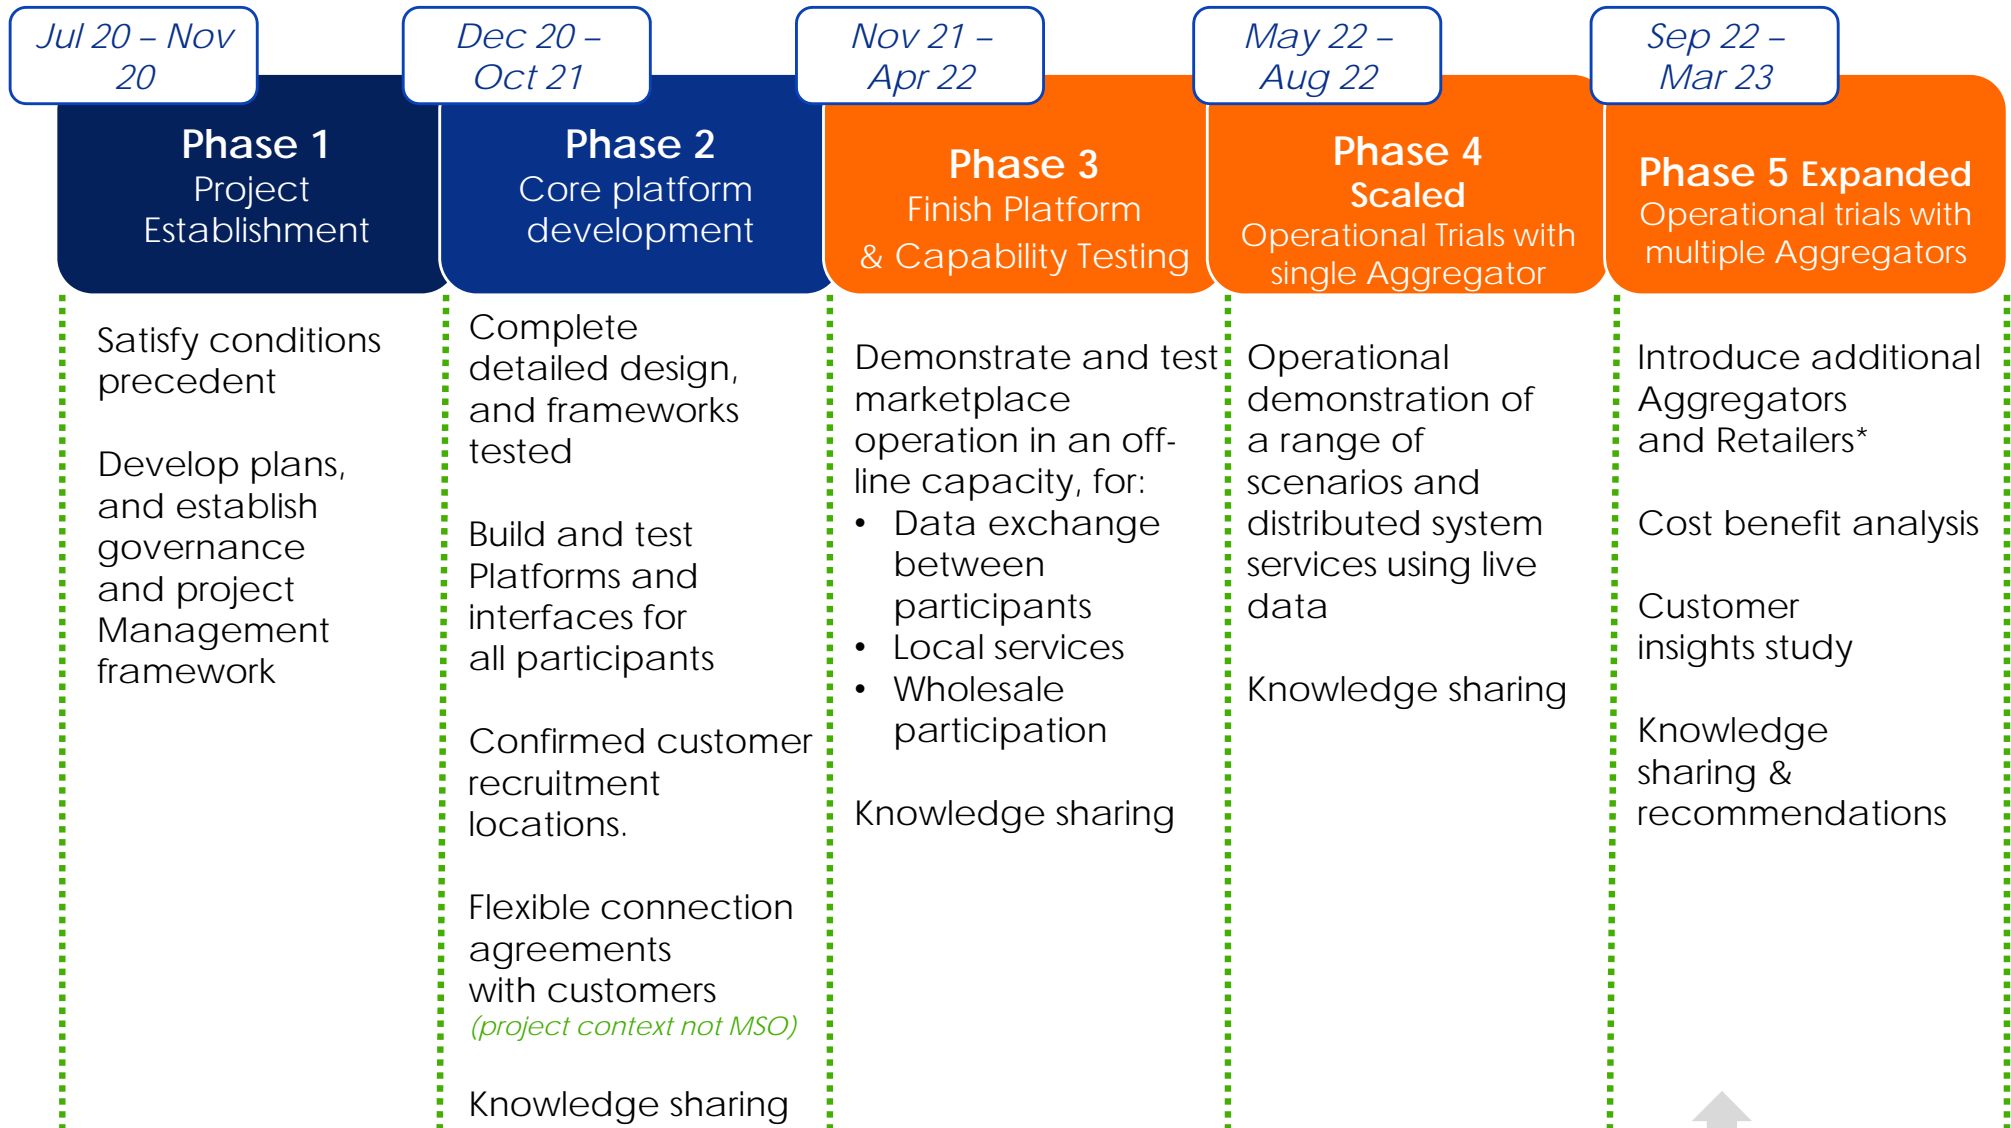 Jul 20 – Nov
20
Dec 20 –
Oct 21
Nov 21 –
Apr 22
May 22 –
Aug 22
Sep 22 –
Mar 23
Phase 1
Project
Establishment
Phase 2
Core platform
development
Phase 3
Finish Platform
& Capability Testing
Phase 4
Scaled
Operational Trials with
single Aggregator
Phase 5 Expanded
Operational trials with
multiple Aggregators
Satisfy conditions
precedent
Develop plans,
and establish
governance
and project
Management
framework
Complete
detailed design,
and frameworks
tested
Build and test
Platforms and
interfaces for
all participants
Confirmed customer
recruitment
locations.
Flexible connection
agreements
with customers
(project context not MSO)
Knowledge sharing
Demonstrate and test
marketplace
operation in an off-
line capacity, for:
• Data exchange
between
participants
• Local services
• Wholesale
participation
Knowledge sharing
Operational
demonstration of
a range of
scenarios and
distributed system
services using live
data
Knowledge sharing
Introduce additional
Aggregators
and Retailers*
Cost benefit analysis
Customer
insights study
Knowledge
sharing &
recommendations